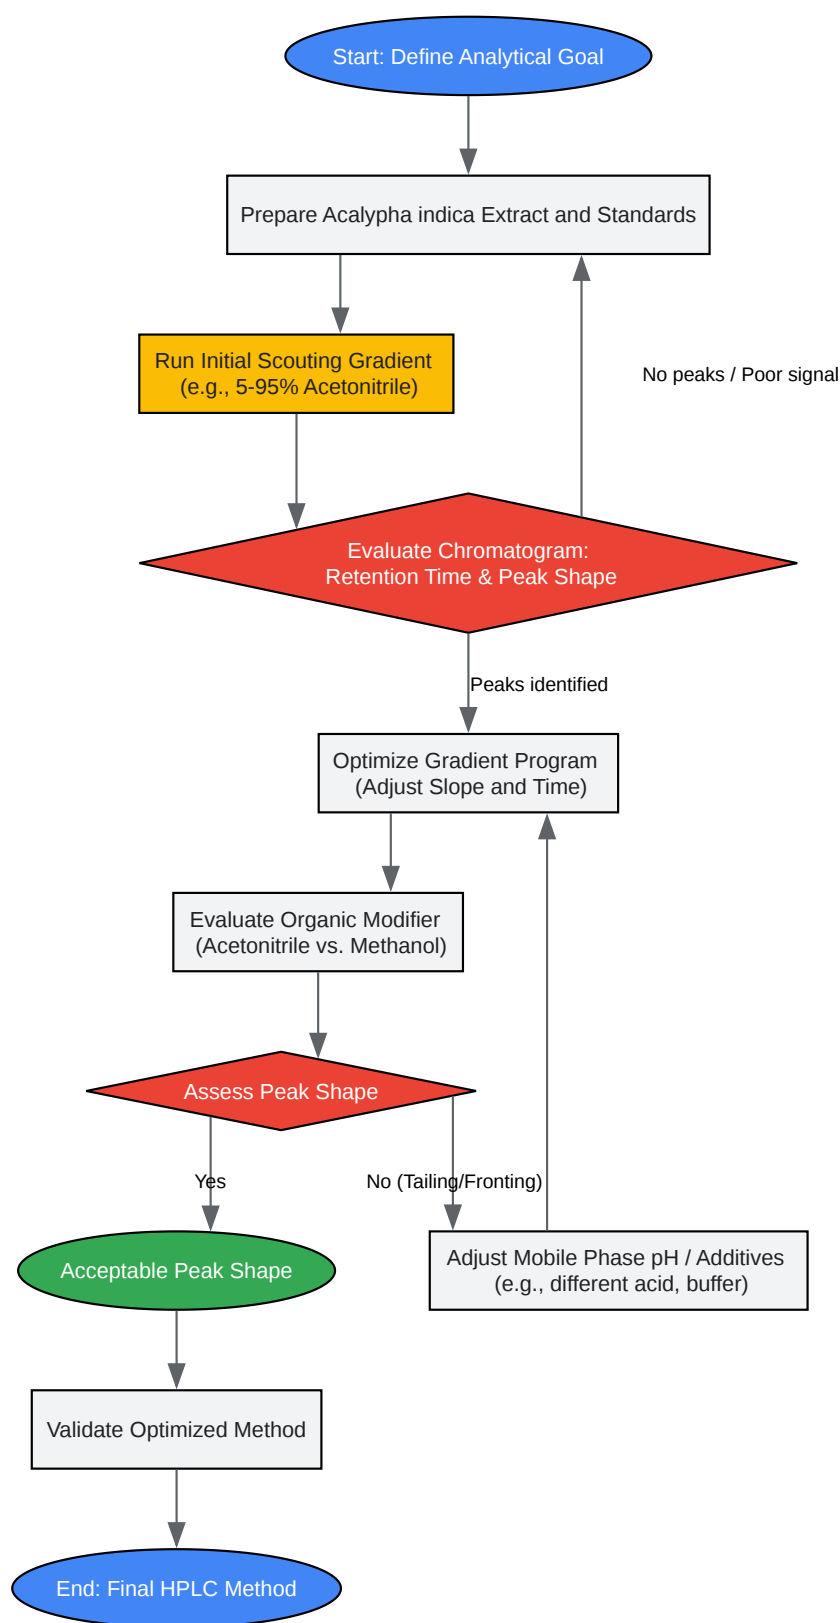 Start: Define Analytical Goal
Prepare Acalypha indica Extract and Standards
Run Initial Scouting Gradient
(e.g., 5-95% Acetonitrile)
No peaks / Poor signal
Evaluate Chromatogram:
Retention Time & Peak Shape
Peaks identified
Optimize Gradient Program
(Adjust Slope and Time)
Evaluate Organic Modifier
(Acetonitrile vs. Methanol)
Assess Peak Shape
Yes
No (Tailing/Fronting)
Acceptable Peak Shape
Adjust Mobile Phase pH / Additives
(e.g., different acid, buffer)
Validate Optimized Method
End: Final HPLC Method